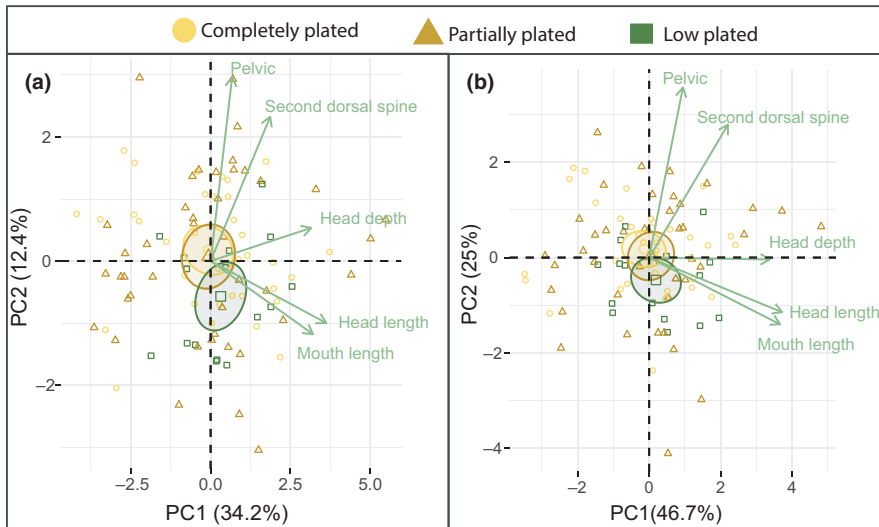 Completely plated
Partially plated
Low plated
(a)
Pelvic
Second dorsal spine
Head depth
Head length
Mouth length
2
0
–2
PC2 (12.4%)
–2.5
0.0
2.5
5.0
PC1 (34.2%)
(b)
Pelvic
Second dorsal spine
Head depth
Head length
Mouth length
2
0
–2
–4
PC2 (25%)
–2
0
2
4
PC1(46.7%)